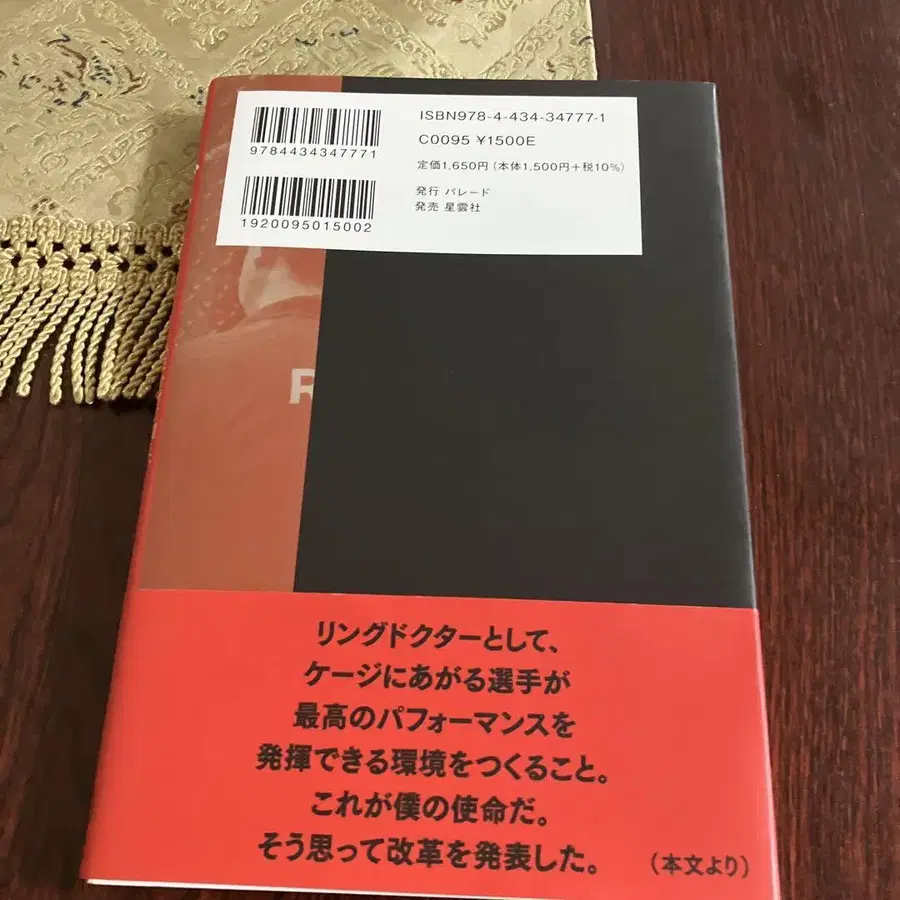 ISBN978-4-434-34777-1
C0095 ¥1500E
定価1,650円(本体1,500円+税10%)
発行 パレード
発売 星雲社
9784434347771
1920095015002
R
リングドクターとして、
ケージにあがる選手が
最高のパフォーマンスを
発揮できる環境をつくること。
これが僕の使命だ。
そう思って改革を発表した。 (本文より)